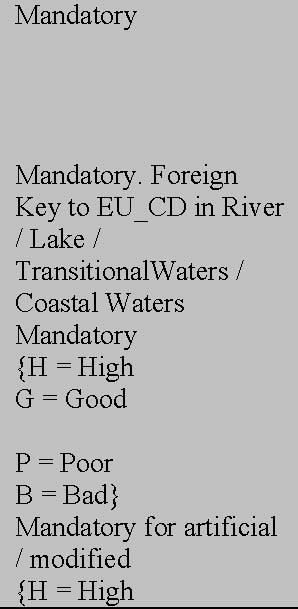 Mandatory
Mandatory. Foreign
Key to EU_CD in River
/ Lake /
TransitionalWaters /
Coastal Waters
Mandatory
{H = High
G = Good
P = Poor
B = Bad}
Mandatory for artificial
/ modified
{H = High